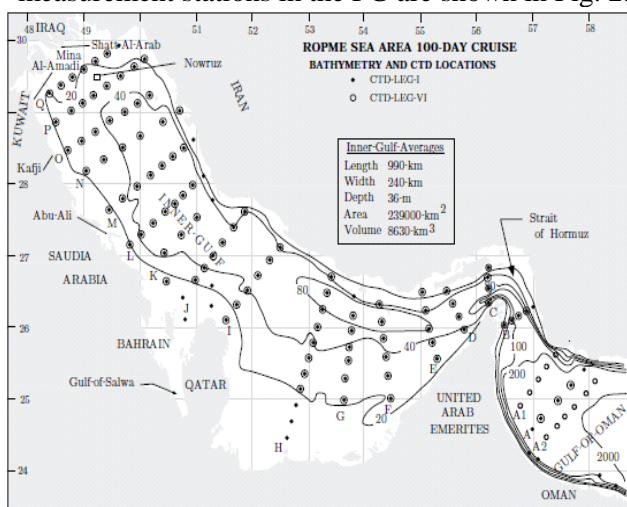 measurement stations in the PG are shown in Fig. 2.
48 49 50 51 52 53 54 55 56 57 58
30
29
28
27
26
25
24
ROPME SEA AREA 100-DAY CRUISE
BATHYMETRY AND CTD LOCATIONS
CTD-LEG-I
CTD-LEG-VI
IRAQ
Shatt-Al-Arab
Mina
Al-Amadi
Nowruz
IRAN
KUWAIT
Q
20
40
P
O
Kafji
N
M
Abu-Ali
L
K
J
I
INNER-GULF
Inner-Gulf-Averages
Length 990-km
Width 240-km
Depth 36-m
Area 239000-km2
Volume 8630-km3
Strait
of Hormuz
SAUDIA
ARABIA
BAHRAIN
QATAR
Gulf-of-Salwa
80
40
20
H
G
F
E
D
C
B
100
200
A1
A
A2
UNITED
ARAB
EMERITES
GULF-OF-OMAN
2000
OMAN